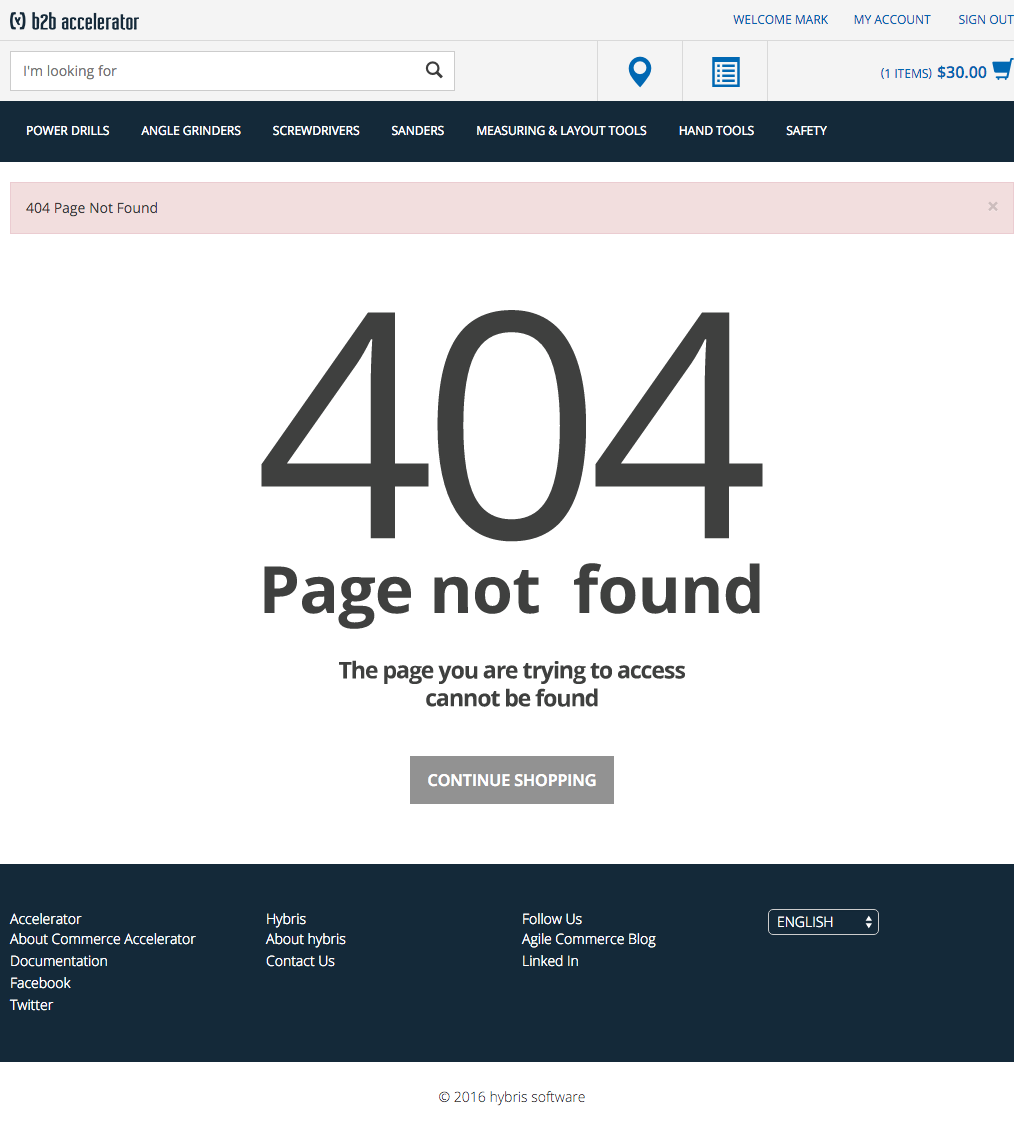 b2b accelerator
WELCOME MARK MY ACCOUNT SIGN OUT
I'm looking for
(1 ITEMS) $30.00
POWER DRILLS ANGLE GRINDERS SCREWDRIVERS SANDERS MEASURING & LAYOUT TOOLS HAND TOOLS SAFETY
404 Page Not Found ×
404
Page not found
The page you are trying to access
cannot be found
CONTINUE SHOPPING
Accelerator
About Commerce Accelerator
Documentation
Facebook
Twitter
Hybris
About hybris
Contact Us
Follow Us
Agile Commerce Blog
Linked In
ENGLISH
© 2016 hybris software